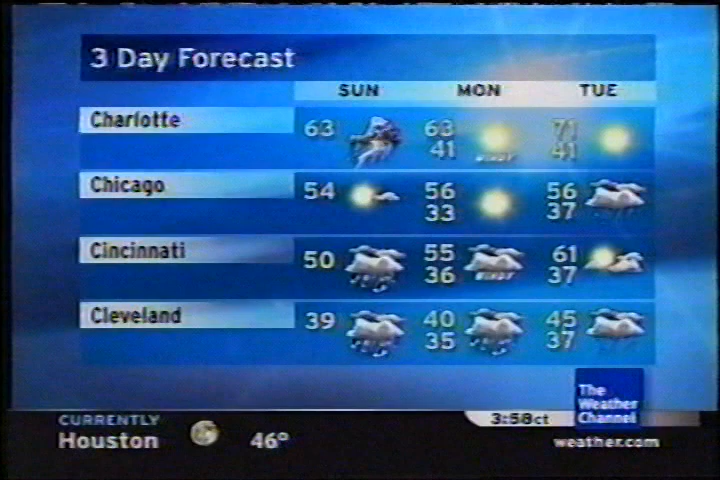 3 Day Forecast
SUN MON TUE
Charlotte 63 63 71
41 WINDY 41
Chicago 54 56 56
33 37
Cincinnati 50 55 61
36 WINDY 37
Cleveland 39 40 45
35 37
The
Weather
Channel
CURRENTLY 3:58ct
Houston 46° weather.com